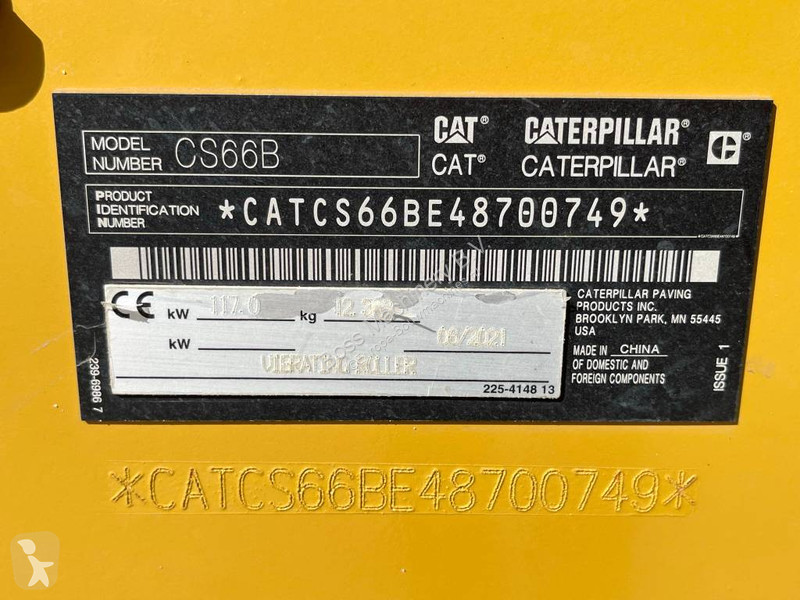 MODEL NUMBER CS66B
CAT® CATERPILLAR®
CAT® CATERPILLAR®
PRODUCT IDENTIFICATION NUMBER *CATCS66BE48700749*
CE kW 117.0 kg
kW 06/2021
VIBRATING ROLLER
225-4148 13
CATERPILLAR PAVING
PRODUCTS INC.
BROOKLYN PARK, MN 55445
USA
MADE IN CHINA
OF DOMESTIC AND
FOREIGN COMPONENTS
ISSUE 1
239-6986 7
*CATCS66BE48700749*